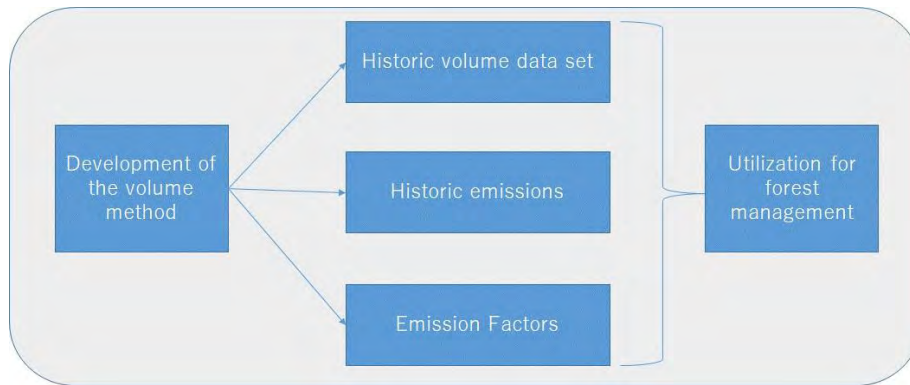 Historic volume data set
Development of
the volume
method
Historic emissions
Utilization for
forest
management
Emission Factors